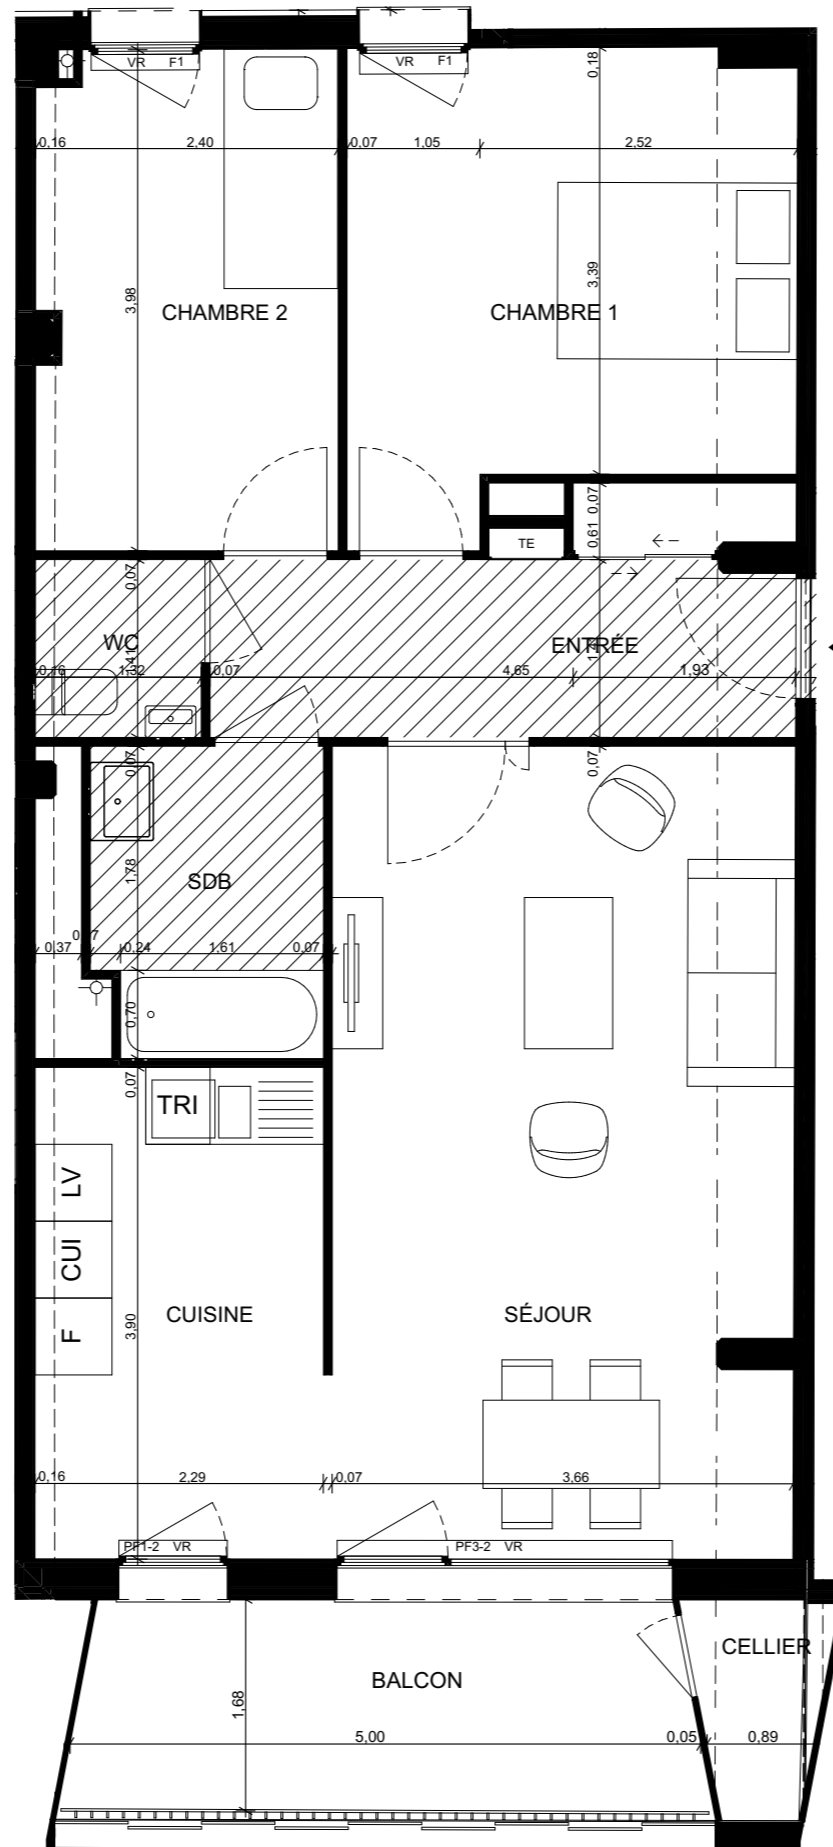 VR F1
VR F1
0,18
0,16 2,40 0,07 1,05 2,52
3,98
3,39
CHAMBRE 2
CHAMBRE 1
0,07
0,61
TE
0,07
WC
ENTRÉE
0,16 1,32 0,07 4,65 1,93
0,07
0,07
1,78
SDB
0,37 0,24 1,61 0,07
0,70
0,07
TRI
LV
CUI
F
3,90
CUISINE
SÉJOUR
0,16 2,29 0,07 3,66
PF1-2 VR
PF3-2 VR
CELLIER
BALCON
1,68
5,00 0,05 0,89